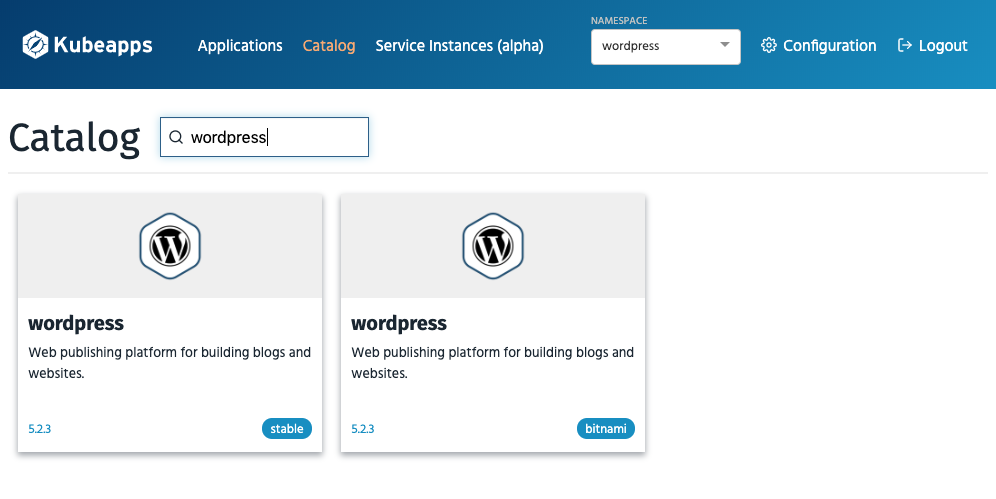 Kubeapps
Applications
Catalog
Service Instances (alpha)
NAMESPACE
wordpress
Configuration
Logout
Catalog
wordpress
wordpress
Web publishing platform for building blogs and
websites.
5.2.3
stable
wordpress
Web publishing platform for building blogs and
websites.
5.2.3
bitnami